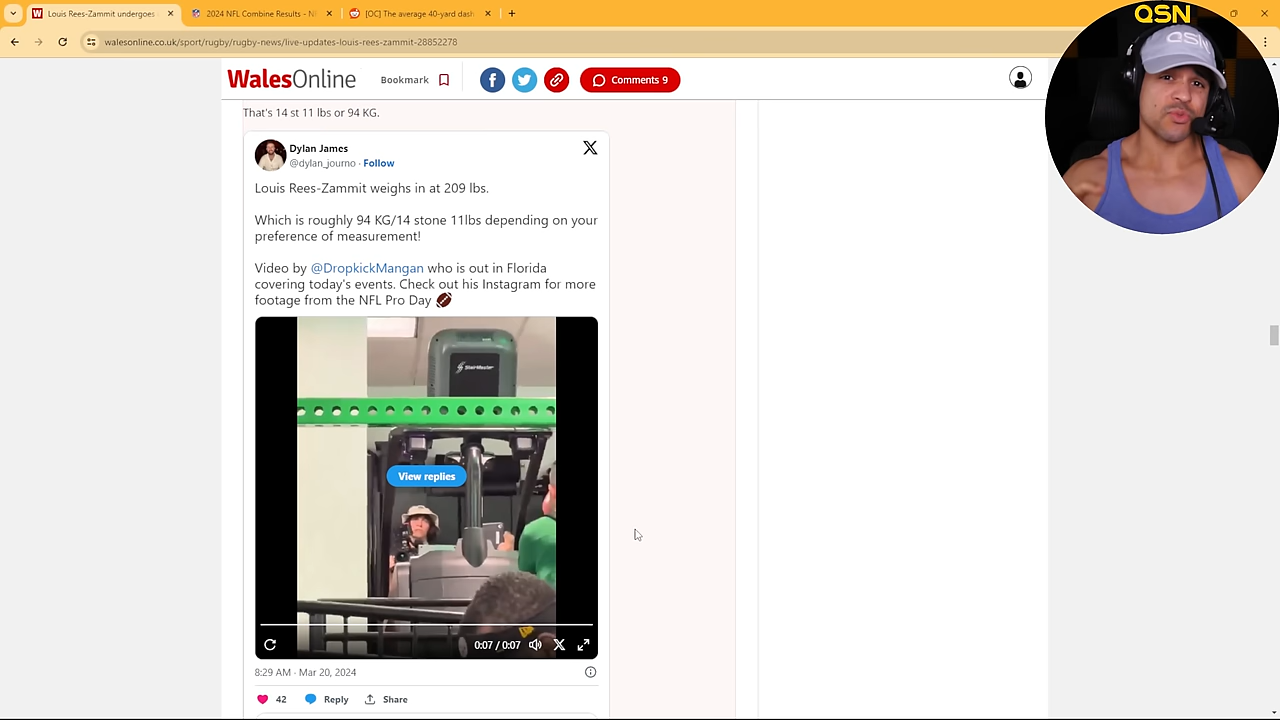 Louis Rees-Zammit undergoes
2024 NFL Combine Results - N
[OC] The average 40-yard dash
walesonline.co.uk/sport/rugby/rugby-news/live-updates-louis-rees-zammit-28852278
QSN
QSN
WalesOnline
Bookmark
Comments 9
That's 14 st 11 lbs or 94 KG.
Dylan James
@dylan_journo · Follow
Louis Rees-Zammit weighs in at 209 lbs.
Which is roughly 94 KG/14 stone 11lbs depending on your
preference of measurement!
Video by @DropkickMangan who is out in Florida
covering today's events. Check out his Instagram for more
footage from the NFL Pro Day
StairMaster
View replies
0:07 / 0:07
8:29 AM · Mar 20, 2024
42 Reply Share